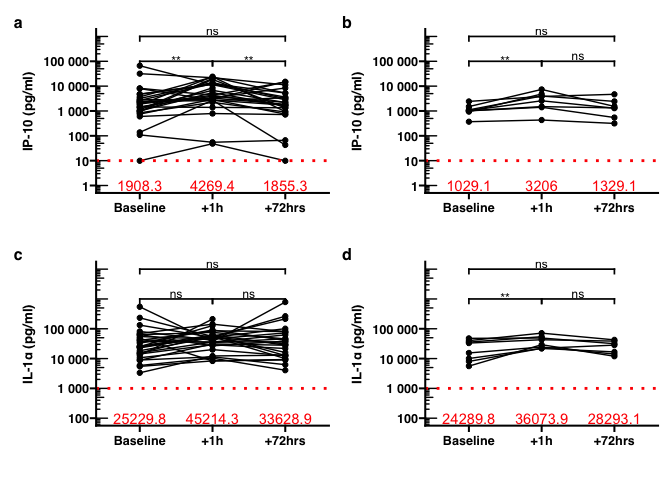 a
ns
**
**
IP-10 (pg/ml)
100 000
10 000
1 000
100
10
1
1908.3 4269.4 1855.3
Baseline +1h +72hrs
b
ns
**
ns
IP-10 (pg/ml)
100 000
10 000
1 000
100
10
1
1029.1 3206 1329.1
Baseline +1h +72hrs
c
ns
ns
ns
IL-1α (pg/ml)
100 000
10 000
1 000
100
25229.8 45214.3 33628.9
Baseline +1h +72hrs
d
ns
**
ns
IL-1α (pg/ml)
100 000
10 000
1 000
100
24289.8 36073.9 28293.1
Baseline +1h +72hrs